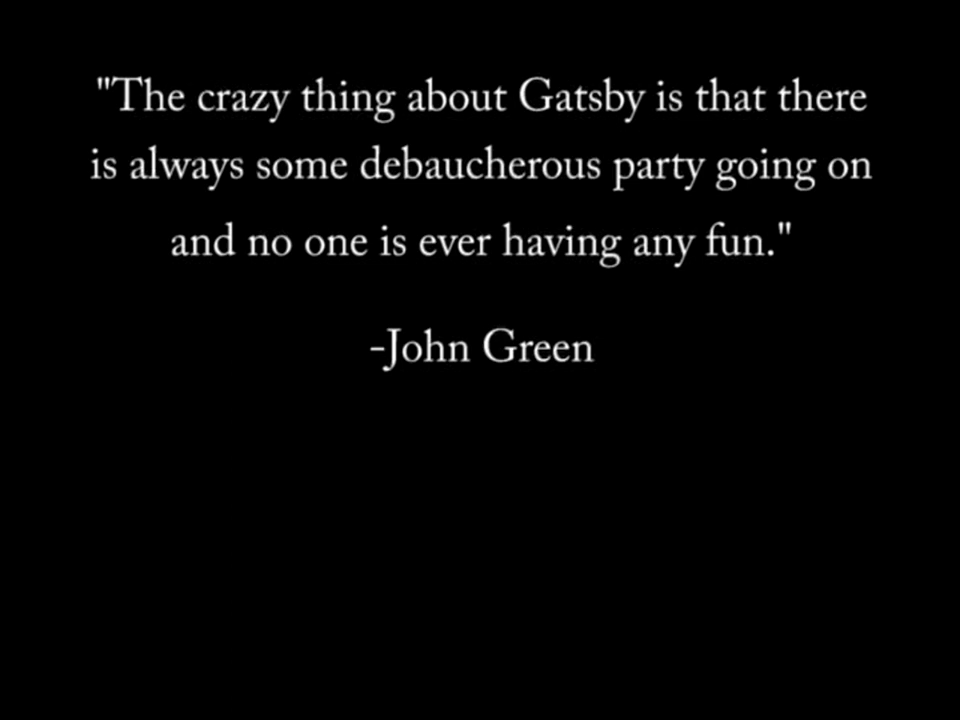 "The crazy thing about Gatsby is that there
is always some debaucherous party going on
and no one is ever having any fun."
-John Green